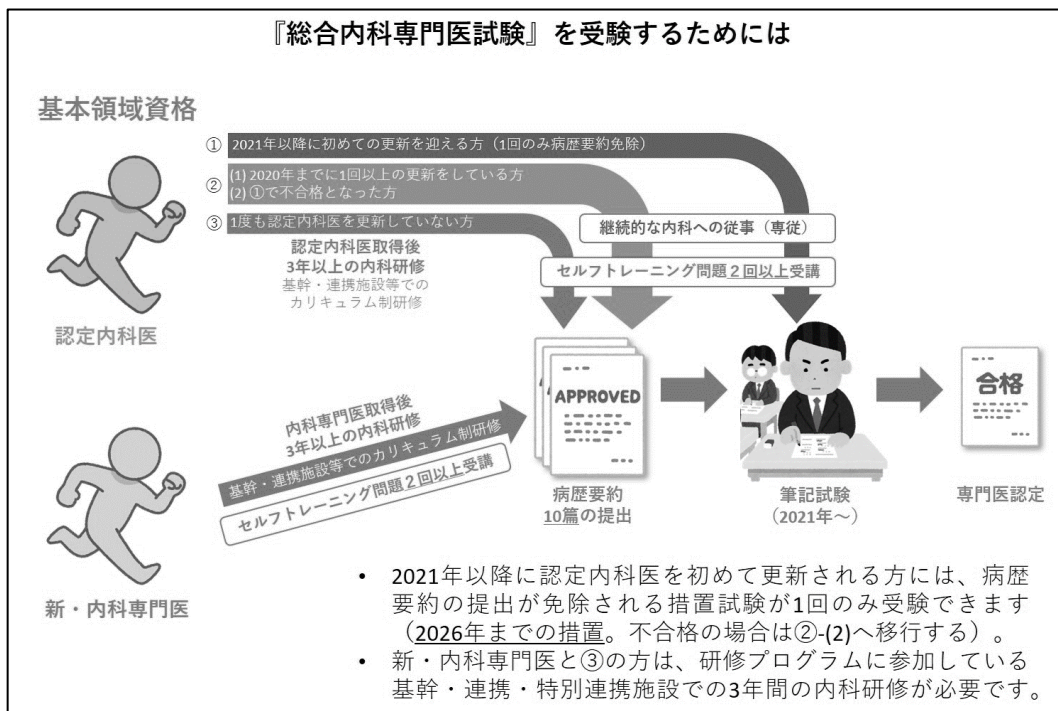 『総合内科専門医試験』を受験するためには
基本領域資格
① 2021年以降に初めての更新を迎える方（1回のみ病歴要約免除）
② (1) 2020年までに1回以上の更新をしている方
(2) ①で不合格となった方
③ 1度も認定内科医を更新していない方
継続的な内科への従事（専従）
認定内科医取得後
3年以上の内科研修
基幹・連携施設等での
カリキュラム制研修
セルフトレーニング問題２回以上受講
認定内科医
APPROVED
合格
内科専門医取得後
3年以上の内科研修
基幹・連携施設等でのカリキュラム制研修
セルフトレーニング問題２回以上受講
病歴要約
10篇の提出
筆記試験
（2021年～）
専門医認定
新・内科専門医
• 2021年以降に認定内科医を初めて更新される方には、病歴
要約の提出が免除される措置試験が1回のみ受験できます
（2026年までの措置。不合格の場合は②-(2)へ移行する）。
• 新・内科専門医と③の方は、研修プログラムに参加している
基幹・連携・特別連携施設での3年間の内科研修が必要です。